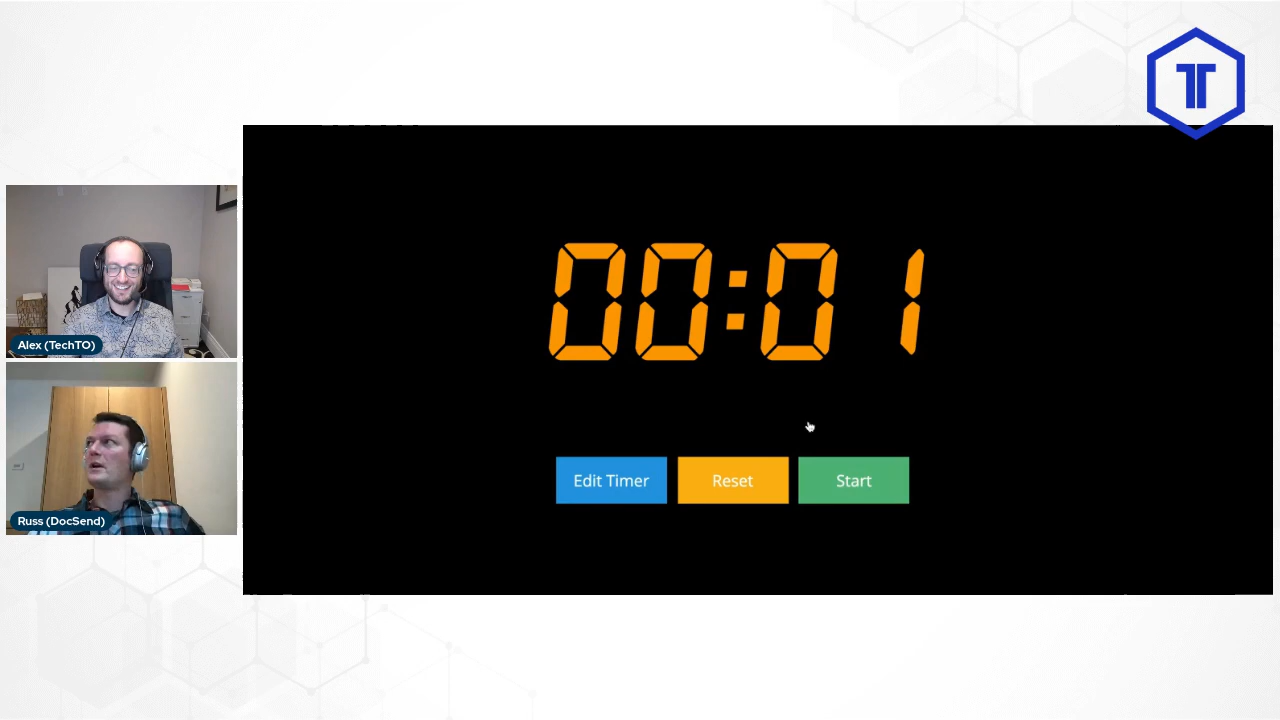 T
00:01
Alex (TechTO)
Edit Timer
Reset
Start
Russ (DocSend)